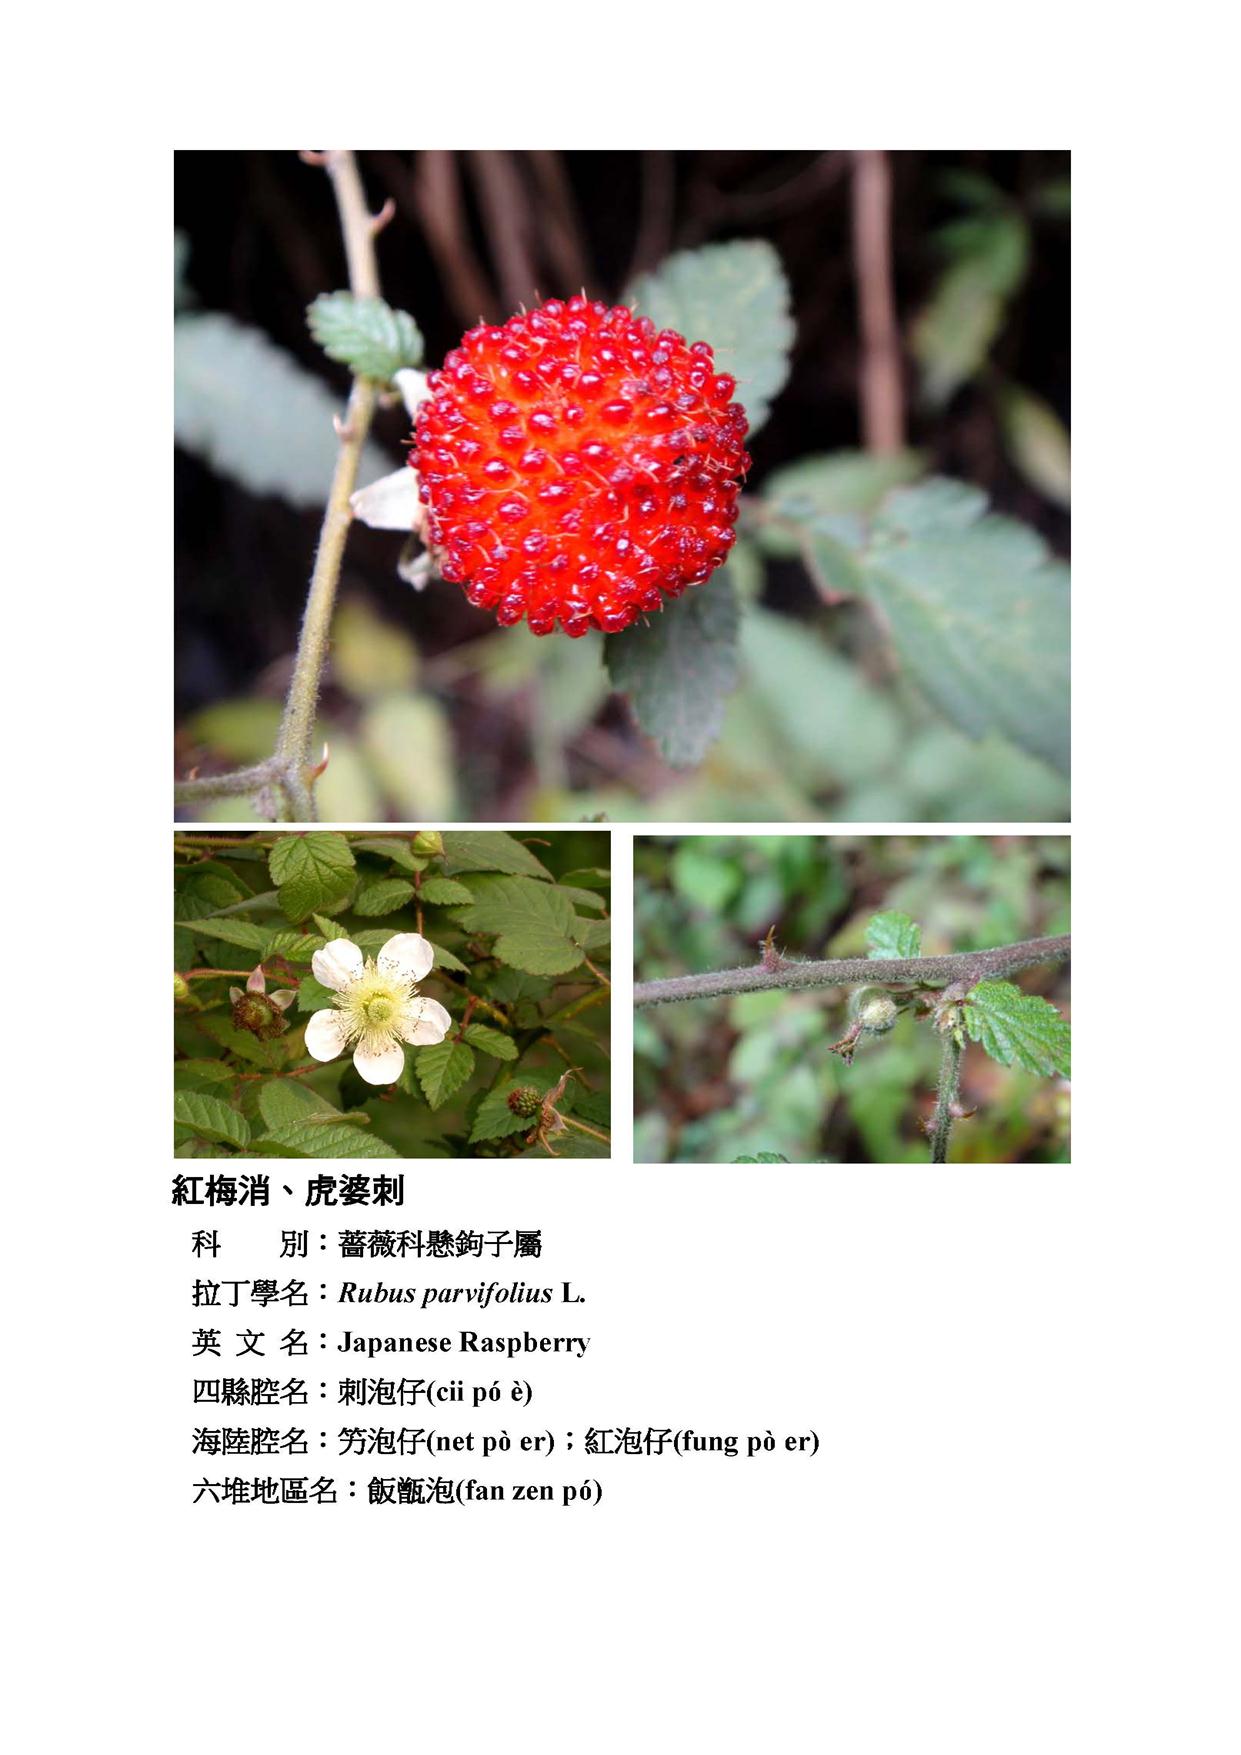 紅梅消、虎婆刺
科　　別：薔薇科懸鉤子屬
拉丁學名：Rubus parvifolius L.
英 文 名：Japanese Raspberry
四縣腔名：刺泡仔(cii pó è)
海陸腔名：竻泡仔(net pò er)；紅泡仔(fung pò er)
六堆地區名：飯甑泡(fan zen pó)